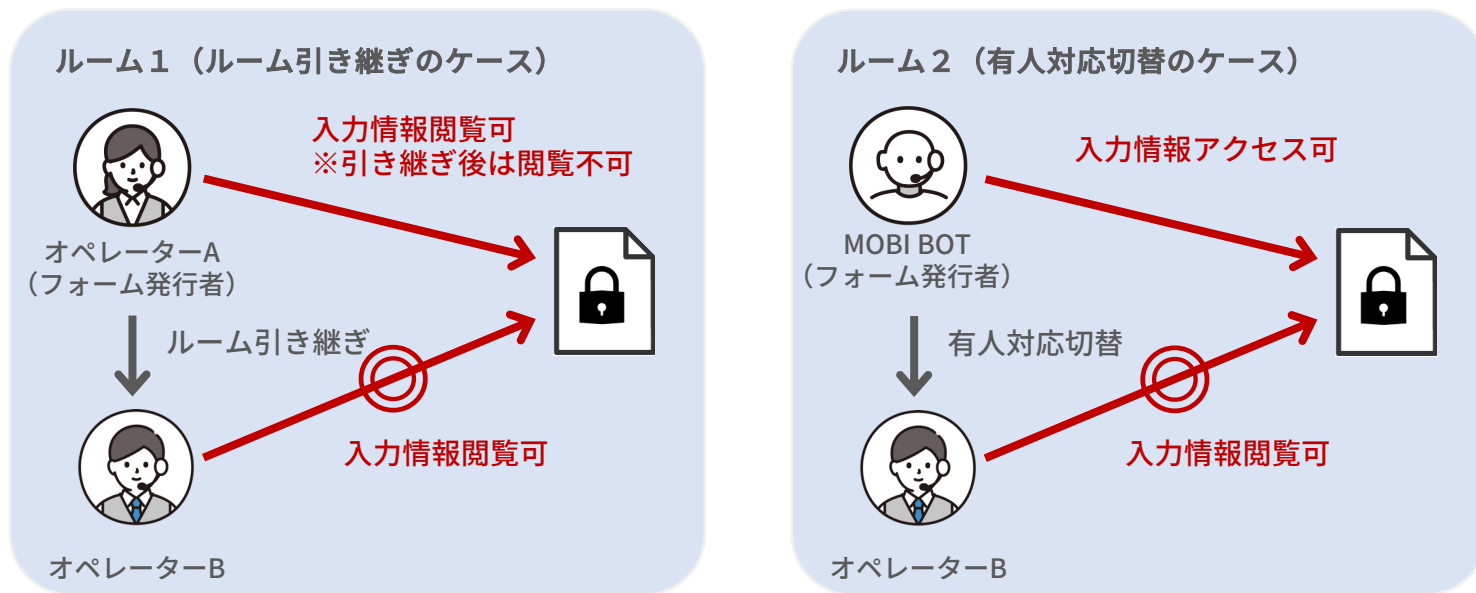 ルーム１（ルーム引き継ぎのケース）
入力情報閲覧可
※引き継ぎ後は閲覧不可
オペレーターA
（フォーム発行者）
ルーム引き継ぎ
入力情報閲覧可
オペレーターB
ルーム２（有人対応切替のケース）
入力情報アクセス可
MOBI BOT
（フォーム発行者）
有人対応切替
入力情報閲覧可
オペレーターB